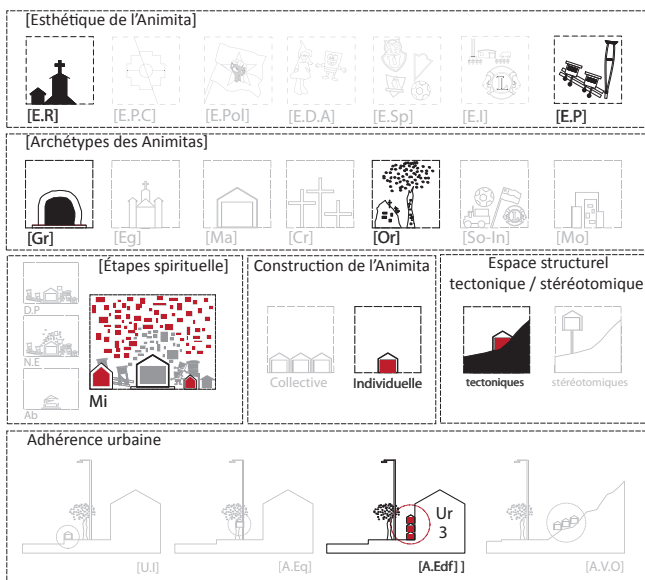 [Esthétique de l'Animita]
[E.R] [E.P.C] [E.Pol] [E.D.A] [E.Sp] [E.I] [E.P]
L
[Archétypes des Animitas]
[Gr] [Eg] [Ma] [Cr] [Or] [So-In] [Mo]
[Étapes spirituelle]
D.P
N.E
Ab
Mi
Construction de l'Animita
Collective Individuelle
Espace structurel
tectonique / stéréotomique
tectoniques stéréotomiques
Adhérence urbaine
Ur
3
[U.I] [A.Eq] [A.Edf] ] [A.V.O]